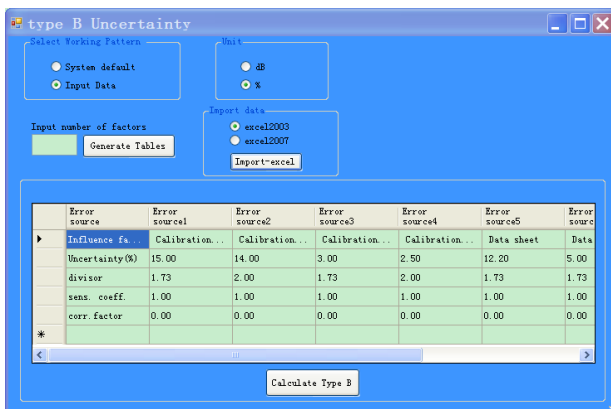 type B Uncertainty
Select Working Pattern
Unit
System default
dB
Input Data
%
Import data
Input number of factors
excel2003
excel2007
Generate Tables
Import-excel
Error source Error source1 Error source2 Error source3 Error source4 Error source5 Error sourc
Influence fa... Calibration... Calibration... Calibration... Calibration... Data sheet Data
Uncertainty(%) 15.00 14.00 3.00 2.50 12.20 5.00
divisor 1.73 2.00 1.73 2.00 1.73 1.73
sens. coeff. 1.00 1.00 1.00 1.00 1.00 1.00
corr.factor 0.00 0.00 0.00 0.00 0.00 0.00
Calculate Type B